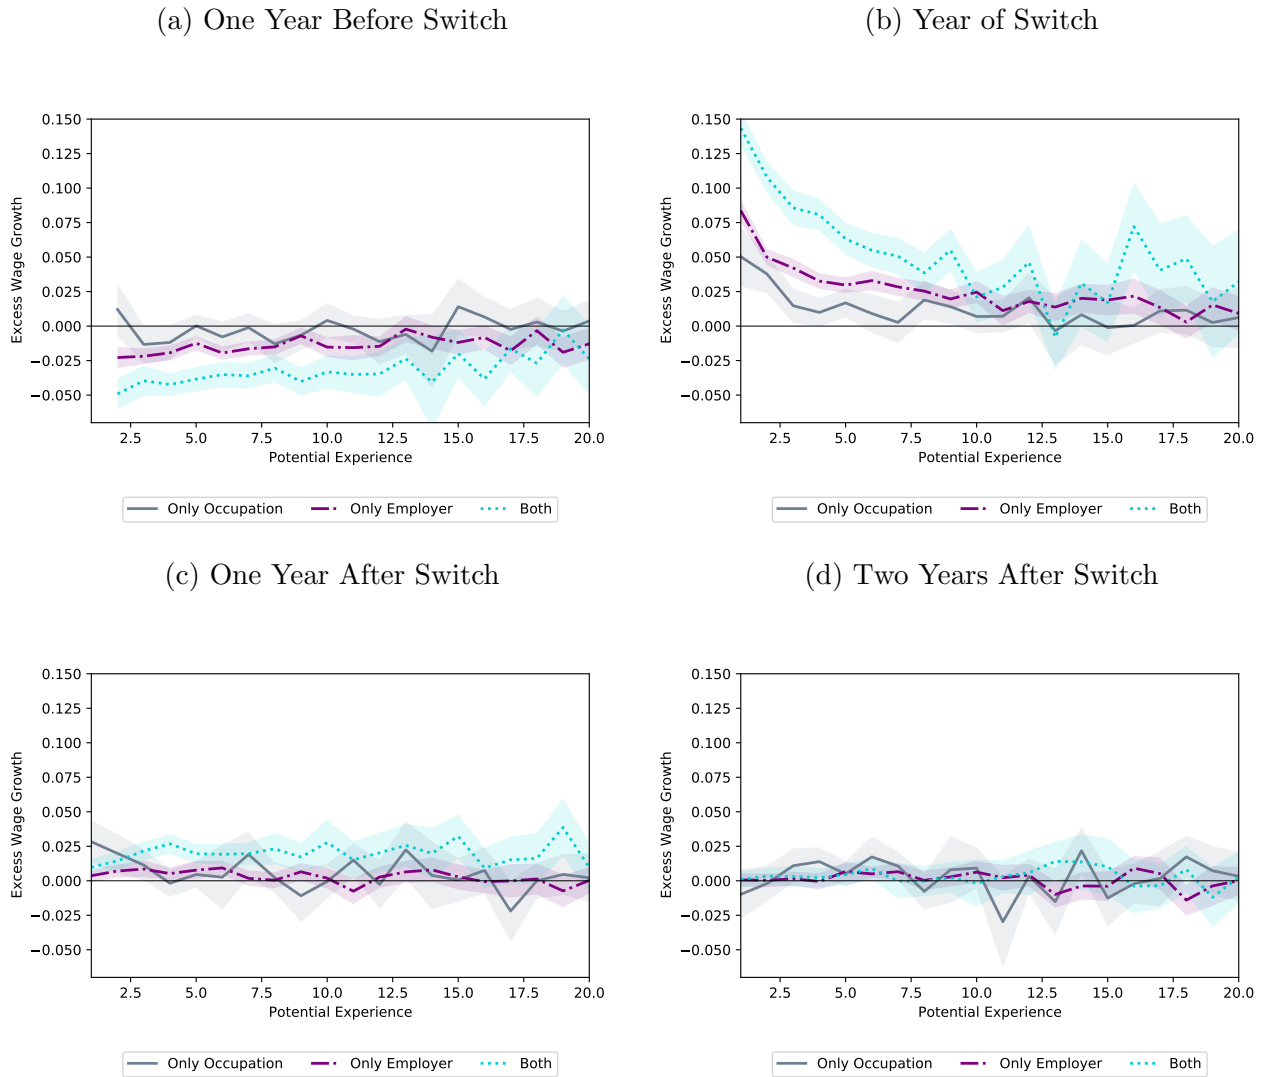 (a) One Year Before Switch
0.150
0.125
0.100
0.075
0.050
0.025
0.000
−0.025
−0.050
Excess Wage Growth
2.5 5.0 7.5 10.0 12.5 15.0 17.5 20.0
Potential Experience
Only Occupation Only Employer Both
(b) Year of Switch
0.150
0.125
0.100
0.075
0.050
0.025
0.000
−0.025
−0.050
Excess Wage Growth
2.5 5.0 7.5 10.0 12.5 15.0 17.5 20.0
Potential Experience
Only Occupation Only Employer Both
(c) One Year After Switch
0.150
0.125
0.100
0.075
0.050
0.025
0.000
−0.025
−0.050
Excess Wage Growth
2.5 5.0 7.5 10.0 12.5 15.0 17.5 20.0
Potential Experience
Only Occupation Only Employer Both
(d) Two Years After Switch
0.150
0.125
0.100
0.075
0.050
0.025
0.000
−0.025
−0.050
Excess Wage Growth
2.5 5.0 7.5 10.0 12.5 15.0 17.5 20.0
Potential Experience
Only Occupation Only Employer Both